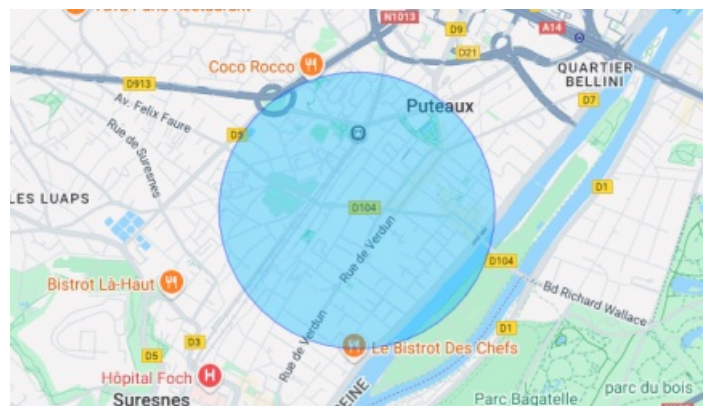 N1013
D9
A14
D21
Coco Rocco
QUARTIER
BELLINI
D913
Puteaux
D7
Av. Felix Faure
D5
Rue de Suresnes
D1
LES LUAPS
D104
Rue de Verdun
D104
Bistrot Là-Haut
Bd Richard Wallace
D1
D3
Le Bistrot Des Chefs
D5
Rue de Verdun
Hôpital Foch
H
SEINE
parc du bois
Parc Bagatelle
Suresnes